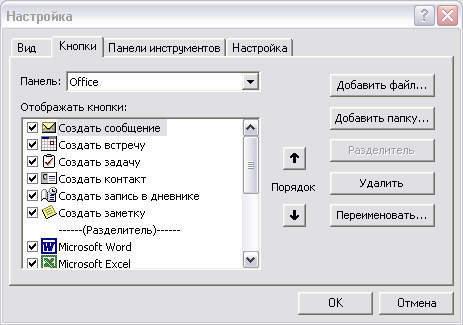 Настройка
Вид Кнопки Панели инструментов Настройка
Панель: Office
Отображать кнопки:
Создать сообщение
Создать встречу
Создать задачу
Создать контакт
Создать запись в дневнике
Создать заметку
------(Разделитель)------
Microsoft Word
Microsoft Excel
Порядок
Добавить файл...
Добавить папку...
Разделитель
Удалить
Переименовать...
OK Отмена